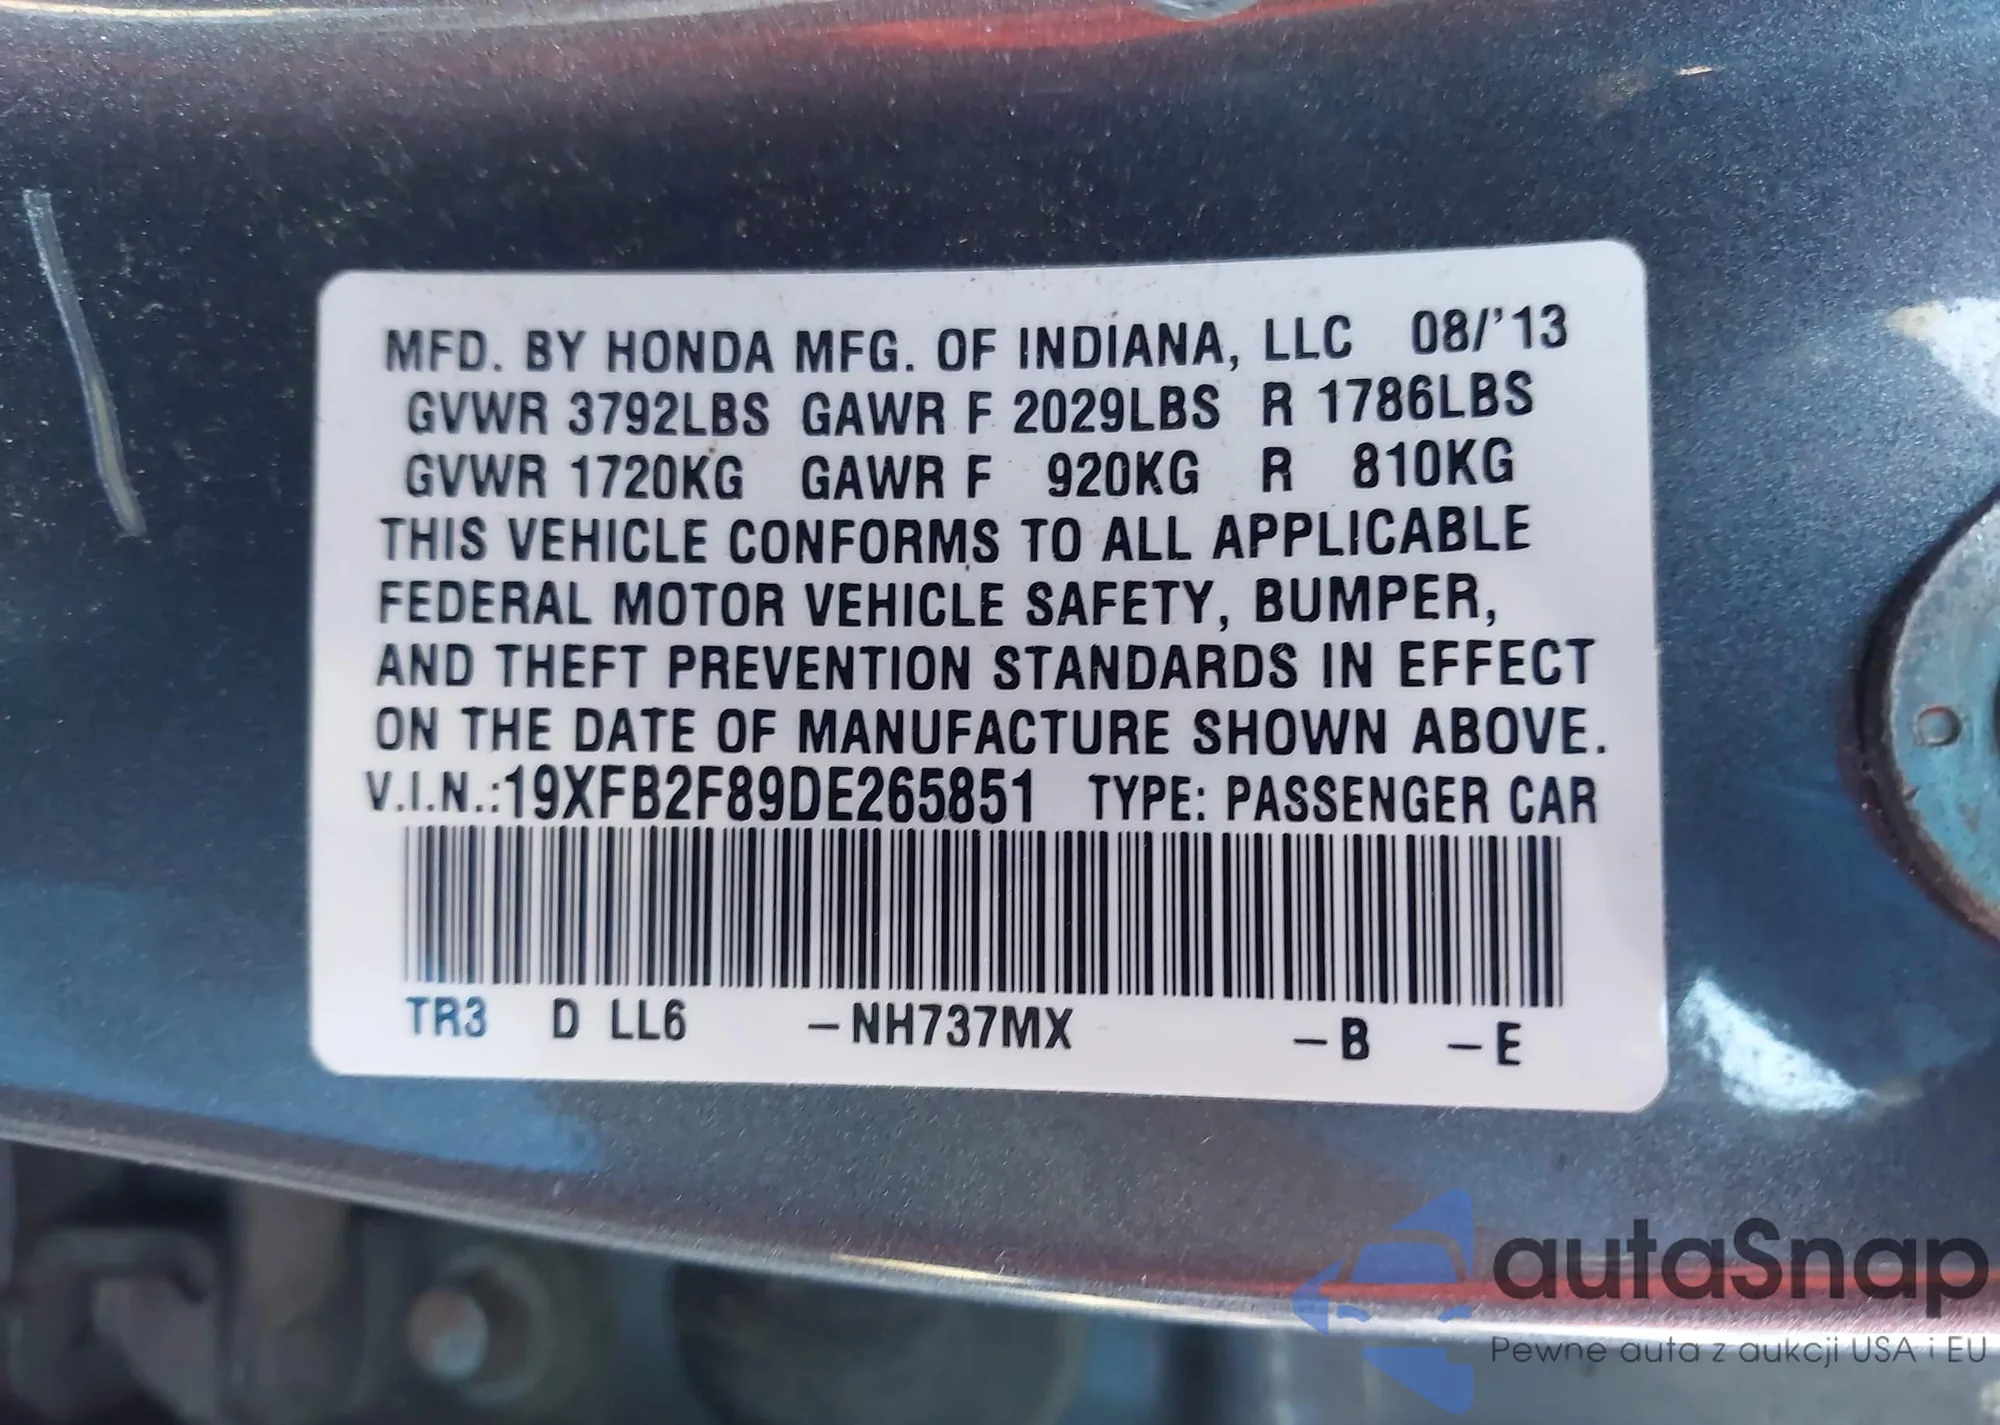 MFD. BY HONDA MFG. OF INDIANA, LLC 08/'13
GVWR 3792LBS GAWR F 2029LBS R 1786LBS
GVWR 1720KG GAWR F 920KG R 810KG
THIS VEHICLE CONFORMS TO ALL APPLICABLE
FEDERAL MOTOR VEHICLE SAFETY, BUMPER,
AND THEFT PREVENTION STANDARDS IN EFFECT
ON THE DATE OF MANUFACTURE SHOWN ABOVE.
V.I.N.:19XFB2F89DE265851 TYPE: PASSENGER CAR
TR3 D LL6 –NH737MX –B –E
autaSnap
Pewne auta z aukcji USA i EU